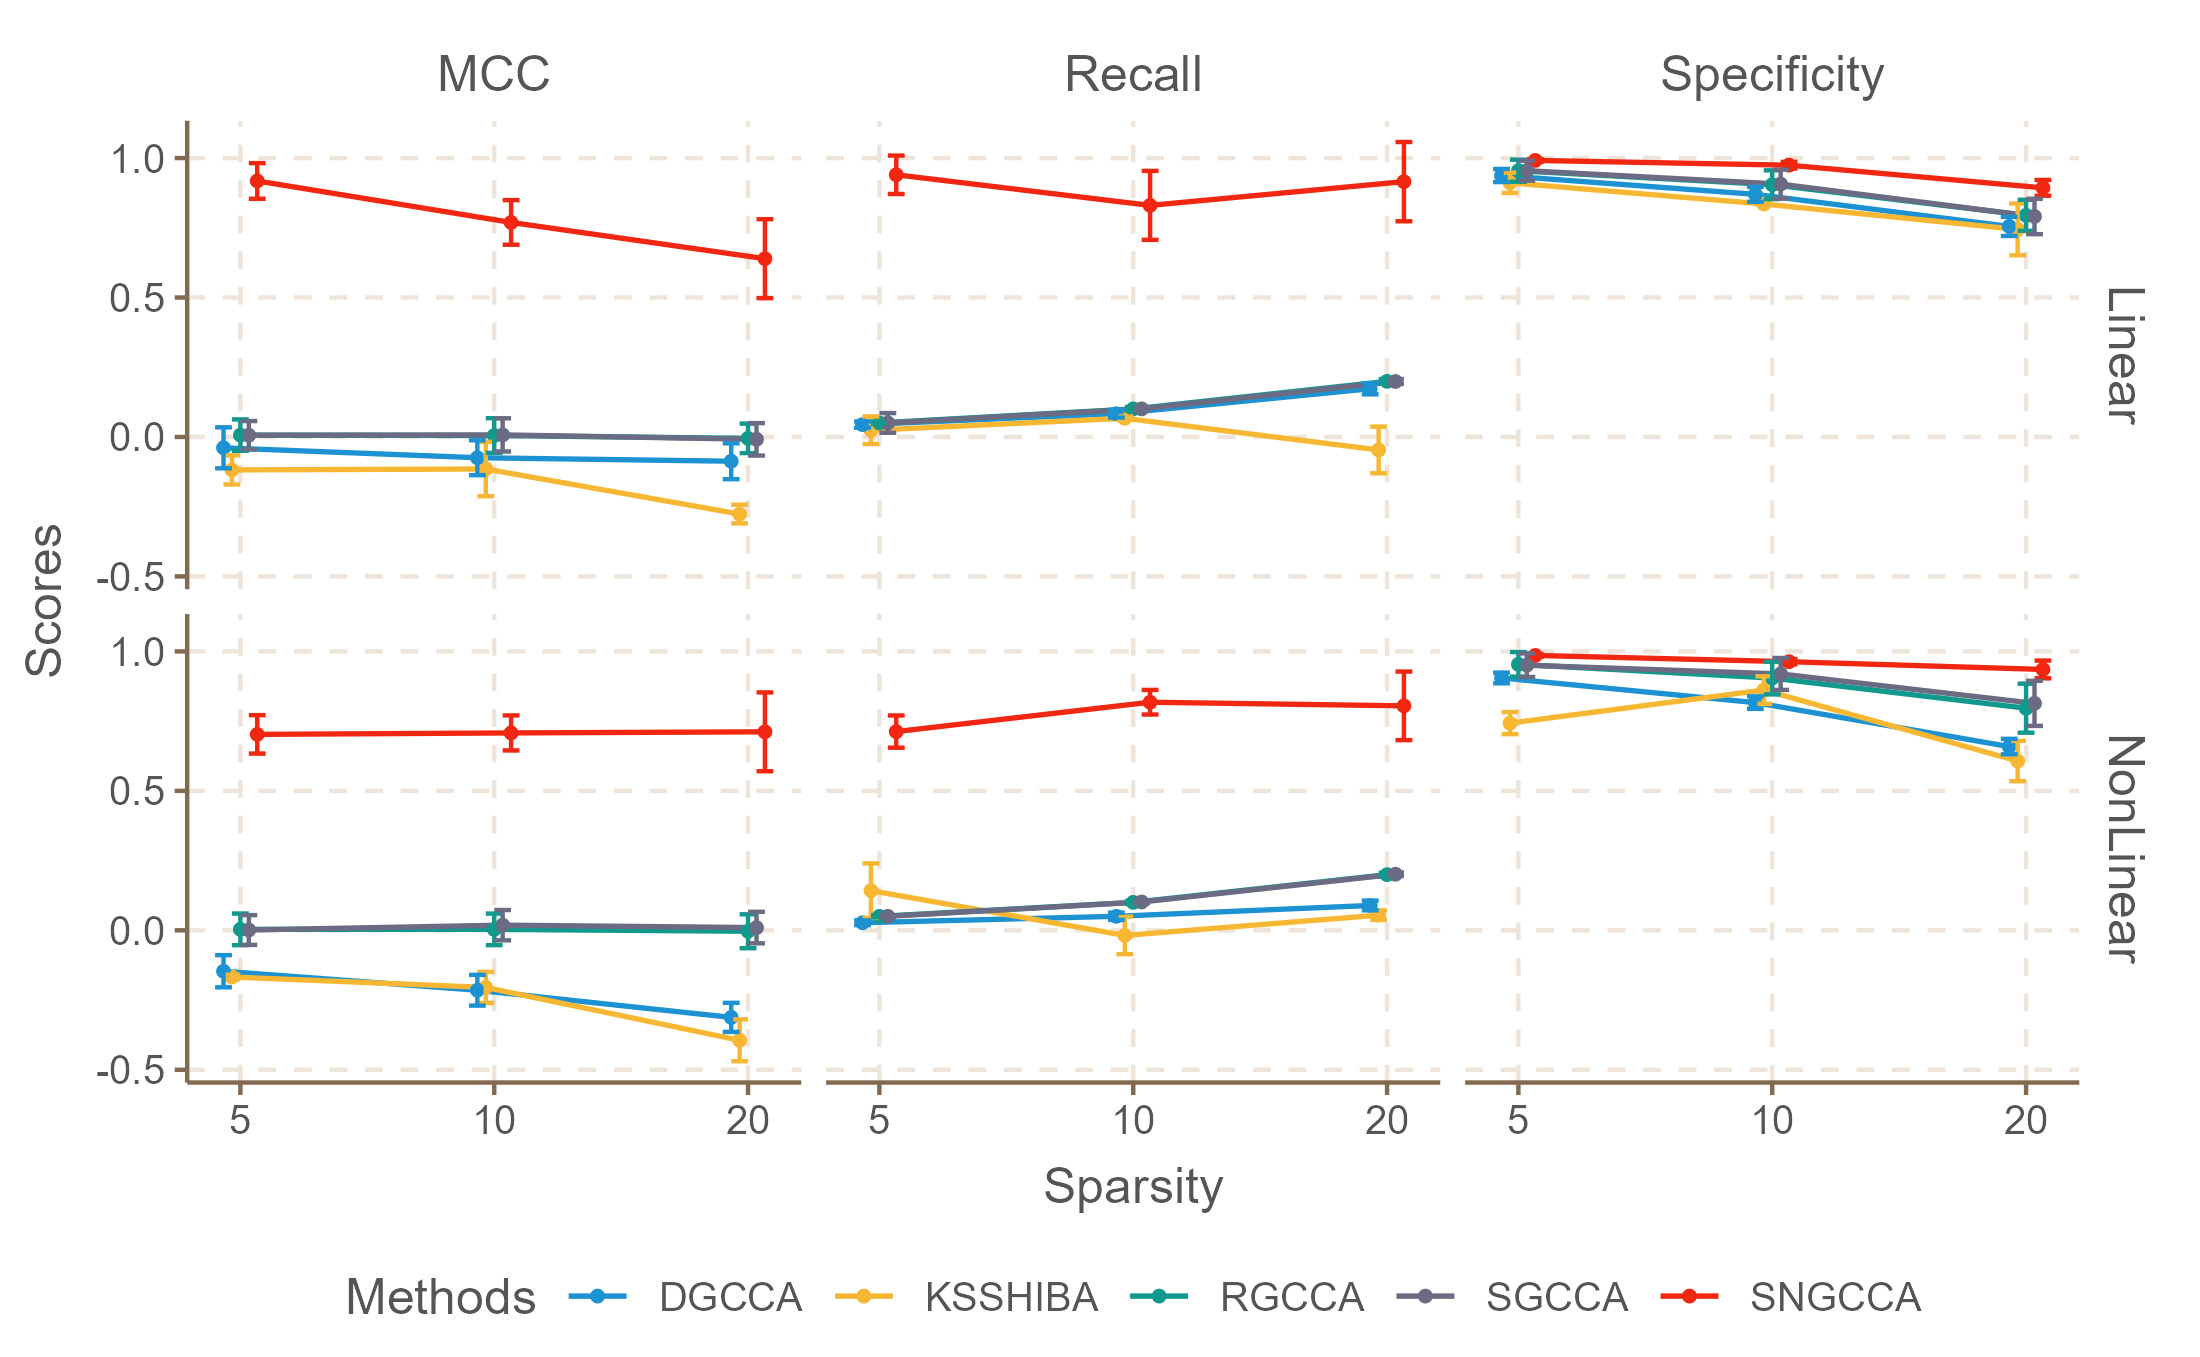 MCC Recall Specificity
1.0
0.5
0.0
-0.5
Linear
Scores
1.0
0.5
0.0
-0.5
NonLinear
5 10 20 5 10 20 5 10 20
Sparsity
Methods DGCCA KSSHIBA RGCCA SGCCA SNGCCA